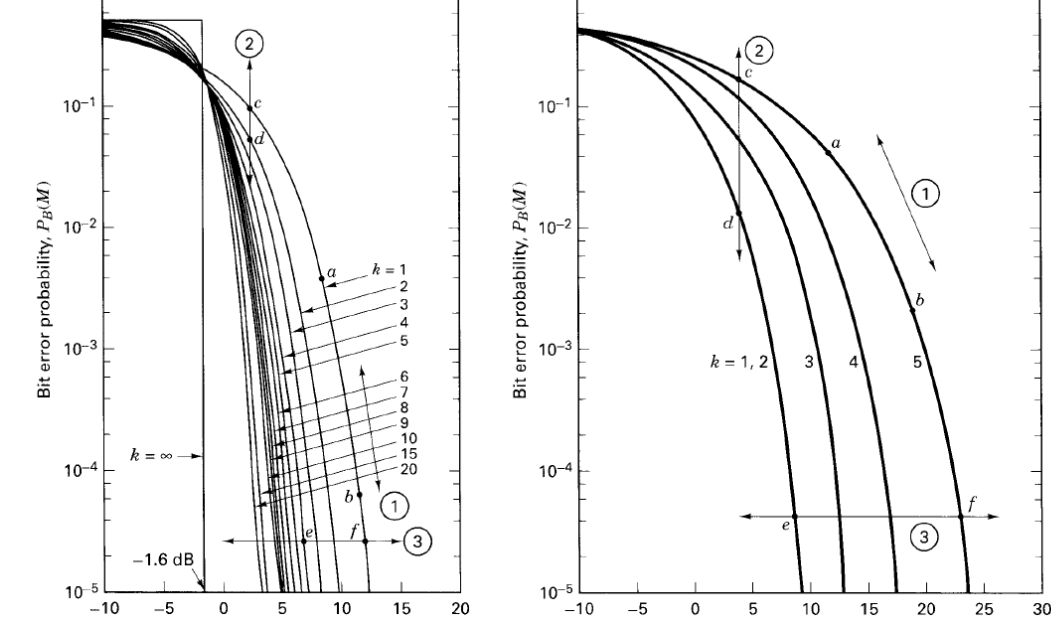 Bit error probability, P_B(M)
10⁻¹
10⁻²
10⁻³
10⁻⁴
10⁻⁵
−10
−5
0
5
10
15
20
2
c
d
a
k = 1
2
3
4
5
6
7
8
9
10
15
20
k = ∞
b
1
e
f
3
−1.6 dB
Bit error probability, P_B(M)
10⁻¹
10⁻²
10⁻³
10⁻⁴
10⁻⁵
−10
−5
0
5
10
15
20
25
30
2
c
a
1
d
b
k = 1, 2
3
4
5
e
f
3